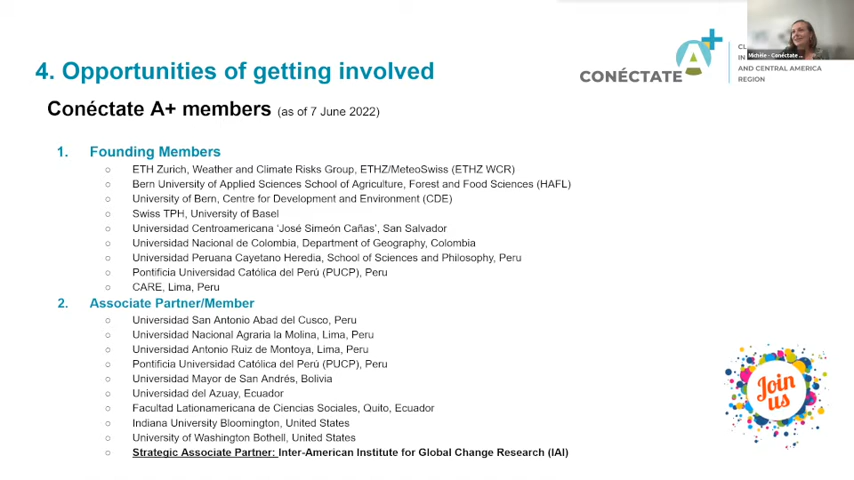 4. Opportunities of getting involved
CONÉCTATE A+
AND CENTRAL AMERICA
REGION
Michèle - Conéctate ...
Conéctate A+ members (as of 7 June 2022)
1. Founding Members
ETH Zurich, Weather and Climate Risks Group, ETHZ/MeteoSwiss (ETHZ WCR)
Bern University of Applied Sciences School of Agriculture, Forest and Food Sciences (HAFL)
University of Bern, Centre for Development and Environment (CDE)
Swiss TPH, University of Basel
Universidad Centroamericana 'José Simeón Cañas', San Salvador
Universidad Nacional de Colombia, Department of Geography, Colombia
Universidad Peruana Cayetano Heredia, School of Sciences and Philosophy, Peru
Pontificia Universidad Católica del Perú (PUCP), Peru
CARE, Lima, Peru
2. Associate Partner/Member
Universidad San Antonio Abad del Cusco, Peru
Universidad Nacional Agraria la Molina, Lima, Peru
Universidad Antonio Ruiz de Montoya, Lima, Peru
Pontificia Universidad Católica del Perú (PUCP), Peru
Universidad Mayor de San Andrés, Bolivia
Universidad del Azuay, Ecuador
Facultad Lationamericana de Ciencias Sociales, Quito, Ecuador
Indiana University Bloomington, United States
University of Washington Bothell, United States
Strategic Associate Partner: Inter-American Institute for Global Change Research (IAI)
Join
us